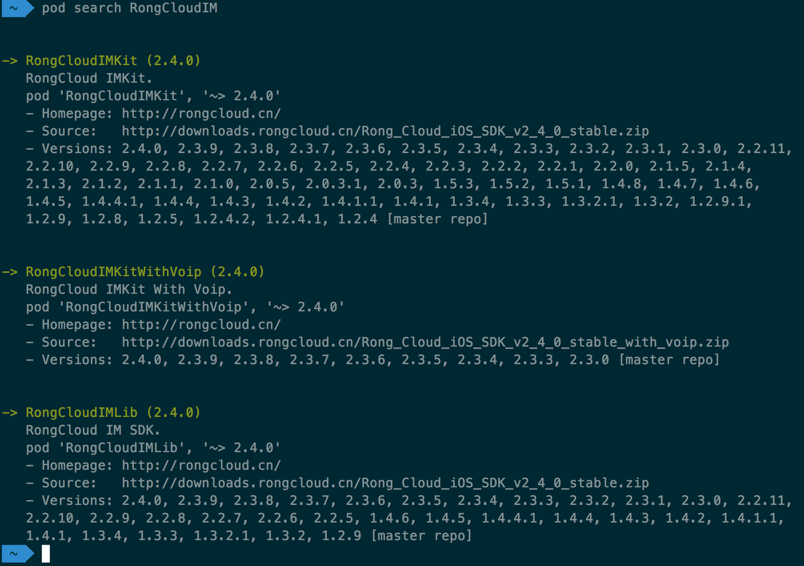 ~ pod search RongCloudIM
-> RongCloudIMKit (2.4.0)
RongCloud IMKit.
pod 'RongCloudIMKit', '~> 2.4.0'
- Homepage: http://rongcloud.cn/
- Source:   http://downloads.rongcloud.cn/Rong_Cloud_iOS_SDK_v2_4_0_stable.zip
- Versions: 2.4.0, 2.3.9, 2.3.8, 2.3.7, 2.3.6, 2.3.5, 2.3.4, 2.3.3, 2.3.2, 2.3.1, 2.3.0, 2.2.11,
2.2.10, 2.2.9, 2.2.8, 2.2.7, 2.2.6, 2.2.5, 2.2.4, 2.2.3, 2.2.2, 2.2.1, 2.2.0, 2.1.5, 2.1.4,
2.1.3, 2.1.2, 2.1.1, 2.1.0, 2.0.5, 2.0.3.1, 2.0.3, 1.5.3, 1.5.2, 1.5.1, 1.4.8, 1.4.7, 1.4.6,
1.4.5, 1.4.4.1, 1.4.4, 1.4.3, 1.4.2, 1.4.1.1, 1.4.1, 1.3.4, 1.3.3, 1.3.2.1, 1.3.2, 1.2.9.1,
1.2.9, 1.2.8, 1.2.5, 1.2.4.2, 1.2.4.1, 1.2.4 [master repo]
-> RongCloudIMKitWithVoip (2.4.0)
RongCloud IMKit With Voip.
pod 'RongCloudIMKitWithVoip', '~> 2.4.0'
- Homepage: http://rongcloud.cn/
- Source:   http://downloads.rongcloud.cn/Rong_Cloud_iOS_SDK_v2_4_0_stable_with_voip.zip
- Versions: 2.4.0, 2.3.9, 2.3.8, 2.3.7, 2.3.6, 2.3.5, 2.3.4, 2.3.3, 2.3.0 [master repo]
-> RongCloudIMLib (2.4.0)
RongCloud IM SDK.
pod 'RongCloudIMLib', '~> 2.4.0'
- Homepage: http://rongcloud.cn/
- Source:   http://downloads.rongcloud.cn/Rong_Cloud_iOS_SDK_v2_4_0_stable.zip
- Versions: 2.4.0, 2.3.9, 2.3.8, 2.3.7, 2.3.6, 2.3.5, 2.3.4, 2.3.3, 2.3.2, 2.3.1, 2.3.0, 2.2.11,
2.2.10, 2.2.9, 2.2.8, 2.2.7, 2.2.6, 2.2.5, 1.4.6, 1.4.5, 1.4.4.1, 1.4.4, 1.4.3, 1.4.2, 1.4.1.1,
1.4.1, 1.3.4, 1.3.3, 1.3.2.1, 1.3.2, 1.2.9 [master repo]
~